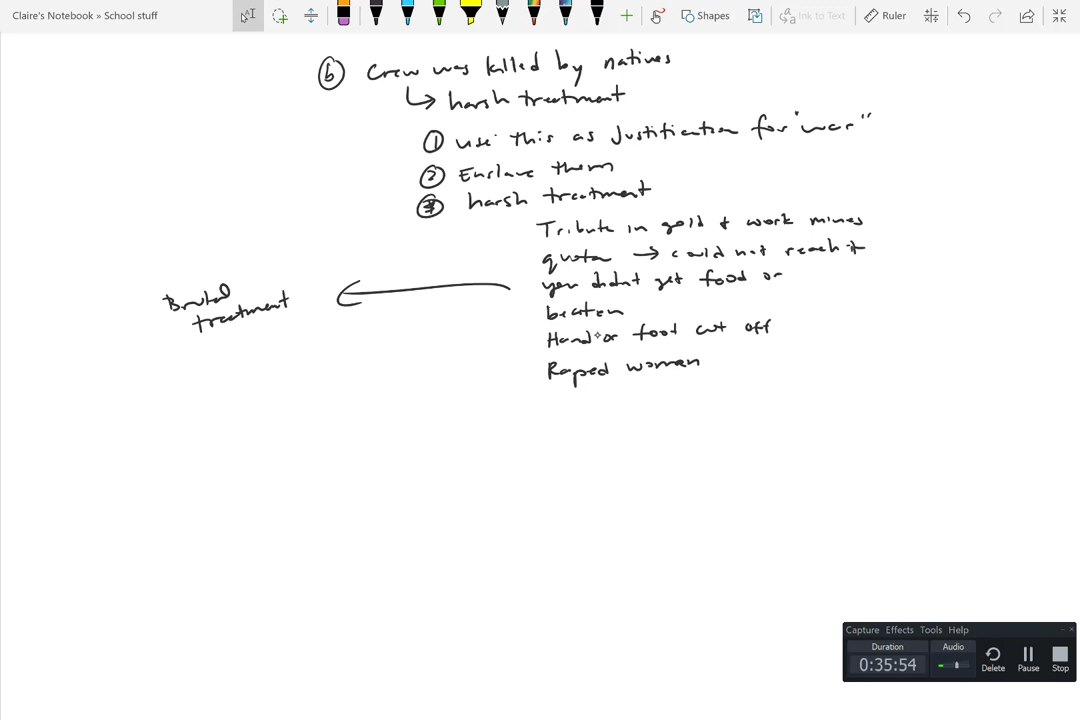 Claire's Notebook » School stuff
Shapes
Ink to Text
Ruler
⑥ Crew was killed by natives
↳ harsh treatment
① use this as Justification for "war"
② Enslave them
③ harsh treatment
Tribute in gold + work mines
quota → could not reach it
you didnt get food or
beaten
Hand or foot cut off
Raped woman
Brutal
treatment
Capture Effects Tools Help
Duration
Audio
0:35:54
Delete
Pause
Stop